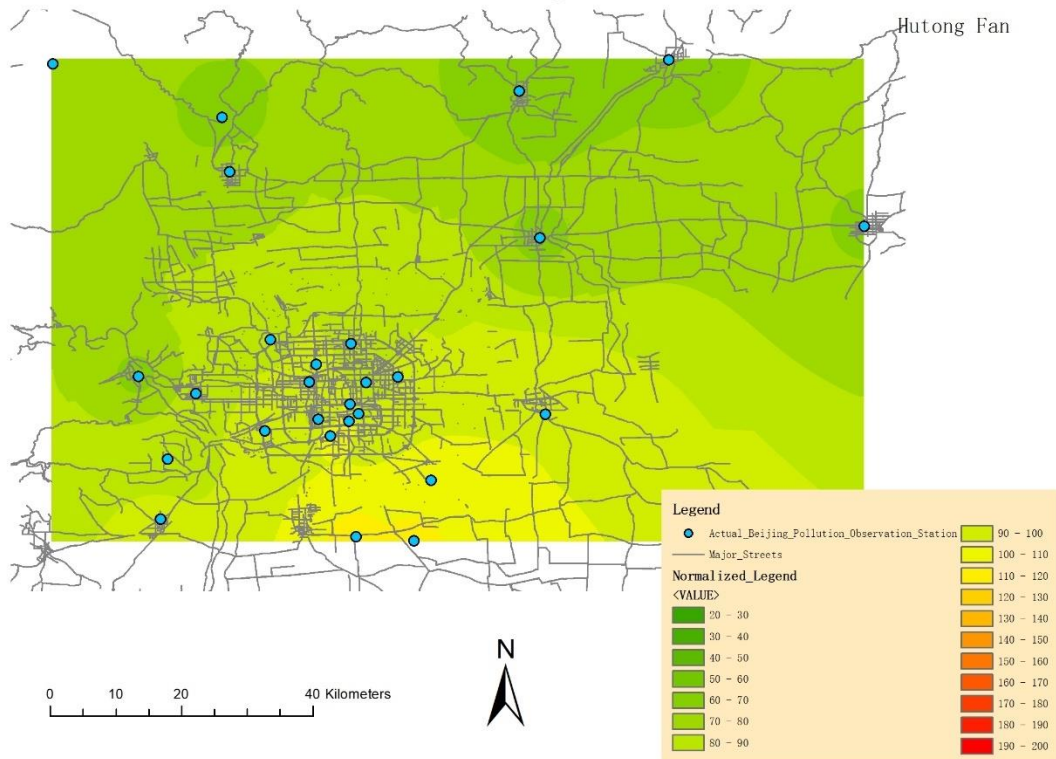 Hutong Fan
Legend
Actual_Beijing_Pollution_Observation_Station
Major_Streets
Normalized_Legend
<VALUE>
20 - 30
30 - 40
40 - 50
50 - 60
60 - 70
70 - 80
80 - 90
90 - 100
100 - 110
110 - 120
120 - 130
130 - 140
140 - 150
150 - 160
160 - 170
170 - 180
180 - 190
190 - 200
N
0 10 20 40 Kilometers